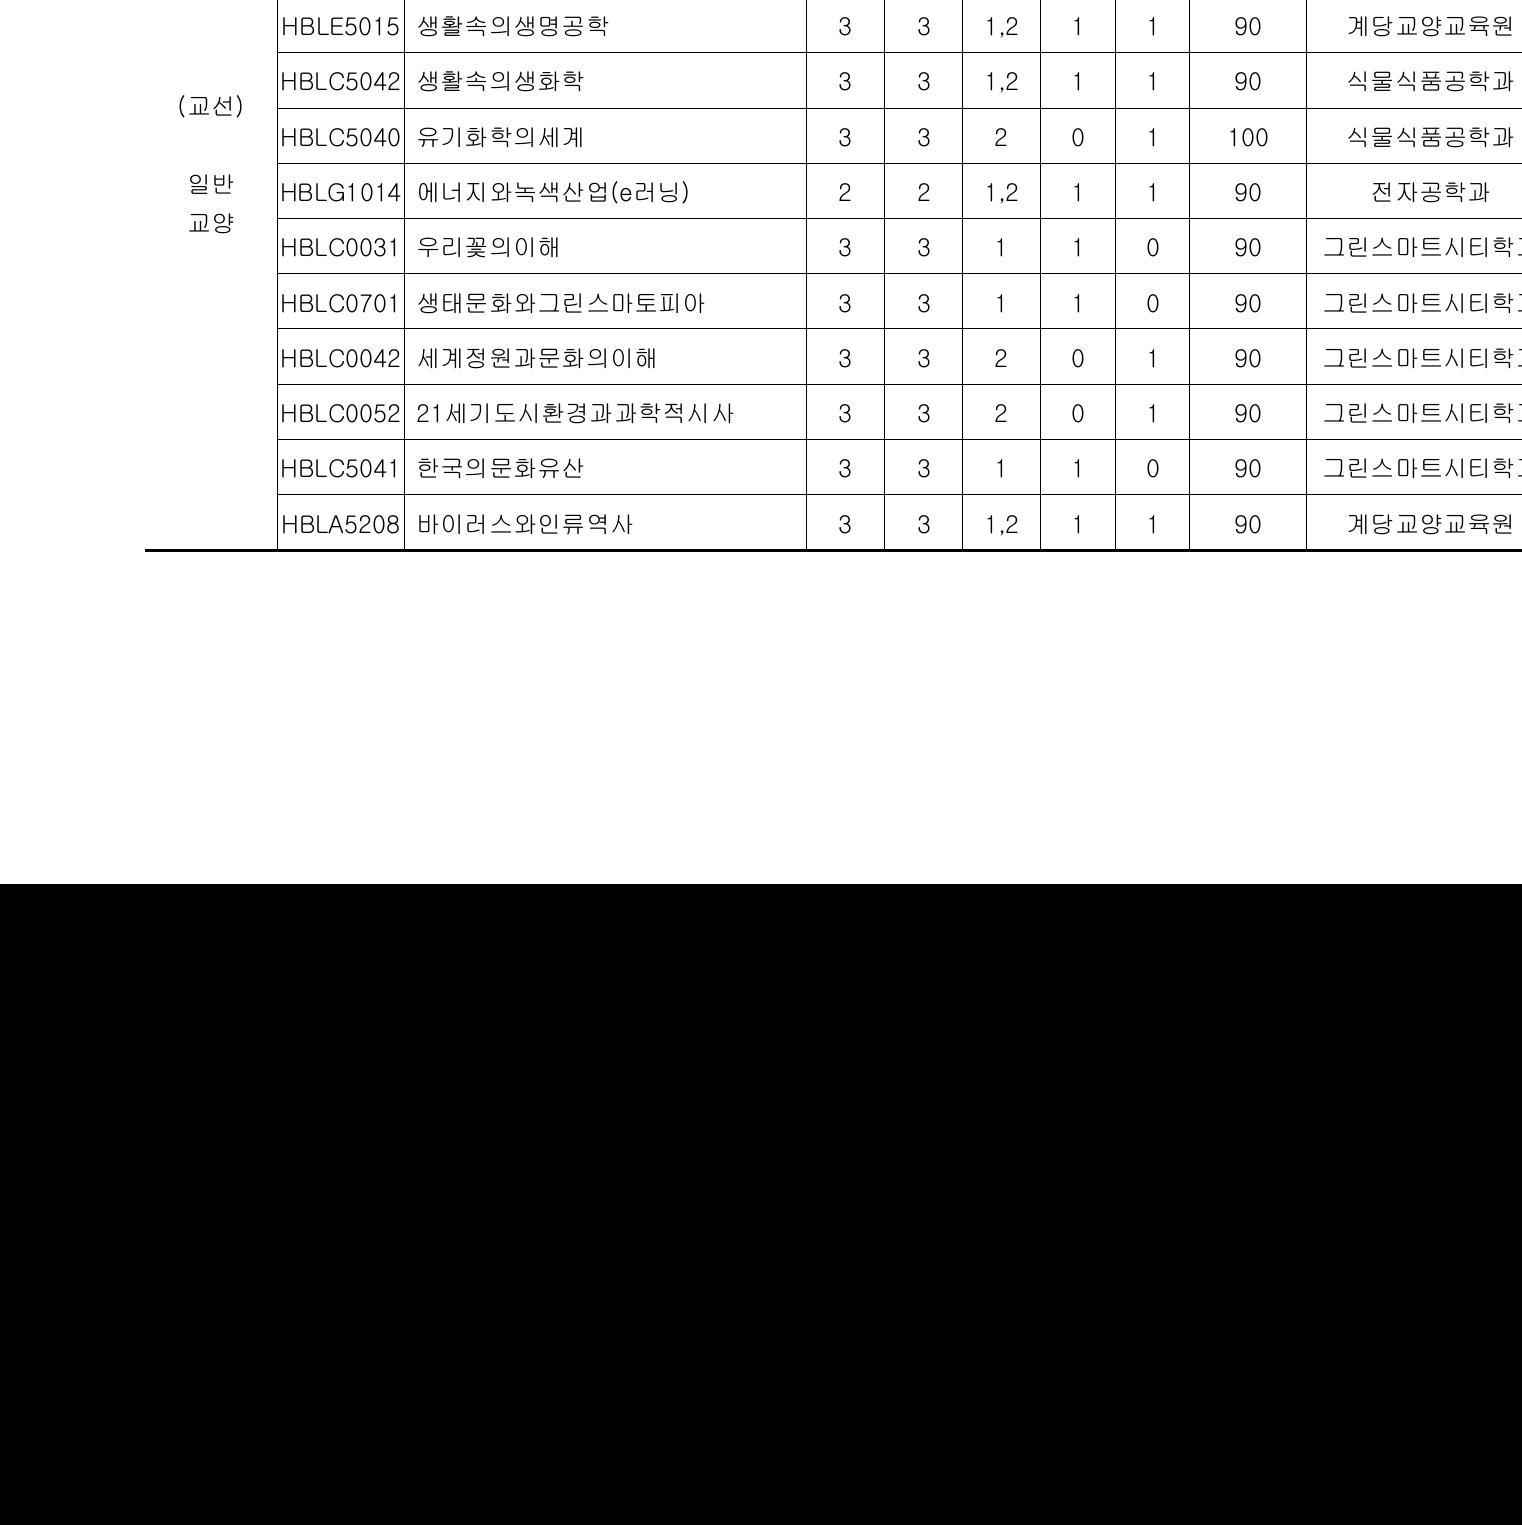 HBLE5015 생활속의생명공학 3 3 1,2 1 1 90 계당교양교육원
HBLC5042 생활속의생화학 3 3 1,2 1 1 90 식물식품공학과
(교선)
HBLC5040 유기화학의세계 3 3 2 0 1 100 식물식품공학과
일반
HBLG1014 에너지와녹색산업(e러닝) 2 2 1,2 1 1 90 전자공학과
교양
HBLC0031 우리꽃의이해 3 3 1 1 0 90 그린스마트시티학
HBLC0701 생태문화와그린스마토피아 3 3 1 1 0 90 그린스마트시티학
HBLC0042 세계정원과문화의이해 3 3 2 0 1 90 그린스마트시티학
HBLC0052 21세기도시환경과과학적시사 3 3 2 0 1 90 그린스마트시티학
HBLC5041 한국의문화유산 3 3 1 1 0 90 그린스마트시티학
HBLA5208 바이러스와인류역사 3 3 1,2 1 1 90 계당교양교육원